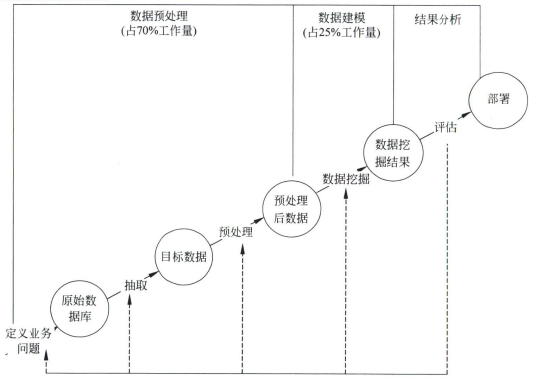 数据预处理
(占70%工作量)
数据建模
(占25%工作量)
结果分析
部署
评估
数据挖
掘结果
数据挖掘
预处理
后数据
预处理
目标数据
抽取
原始数
据库
定义业务
问题